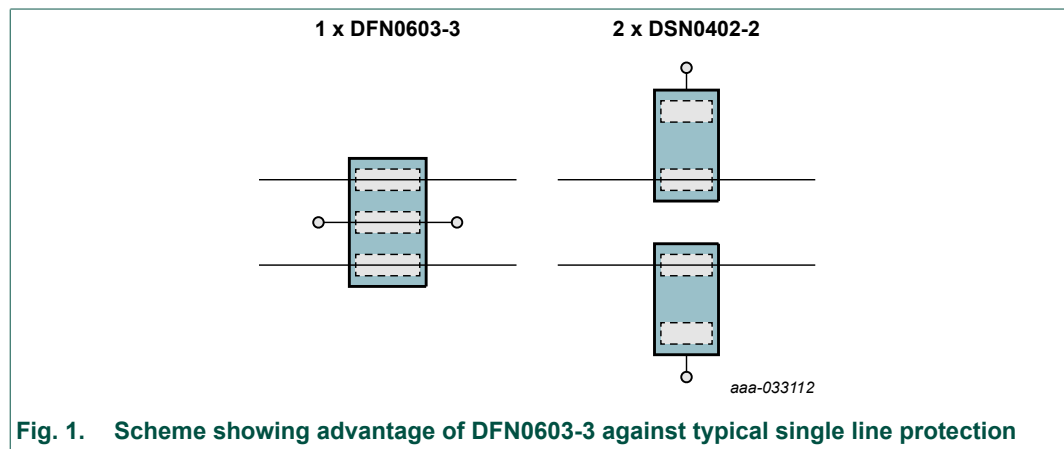 1 x DFN0603-3 2 x DSN0402-2
aaa-033112
Fig. 1. Scheme showing advantage of DFN0603-3 against typical single line protection